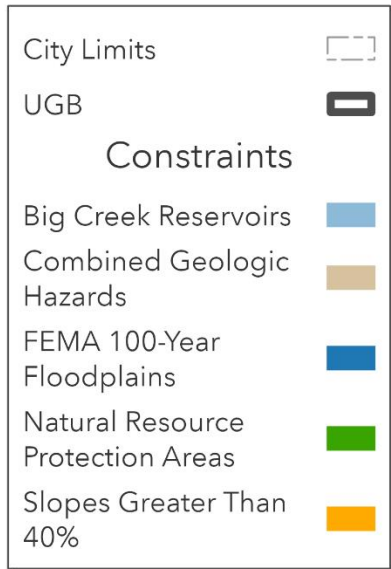 City Limits
UGB
Constraints
Big Creek Reservoirs
Combined Geologic
Hazards
FEMA 100-Year
Floodplains
Natural Resource
Protection Areas
Slopes Greater Than
40%